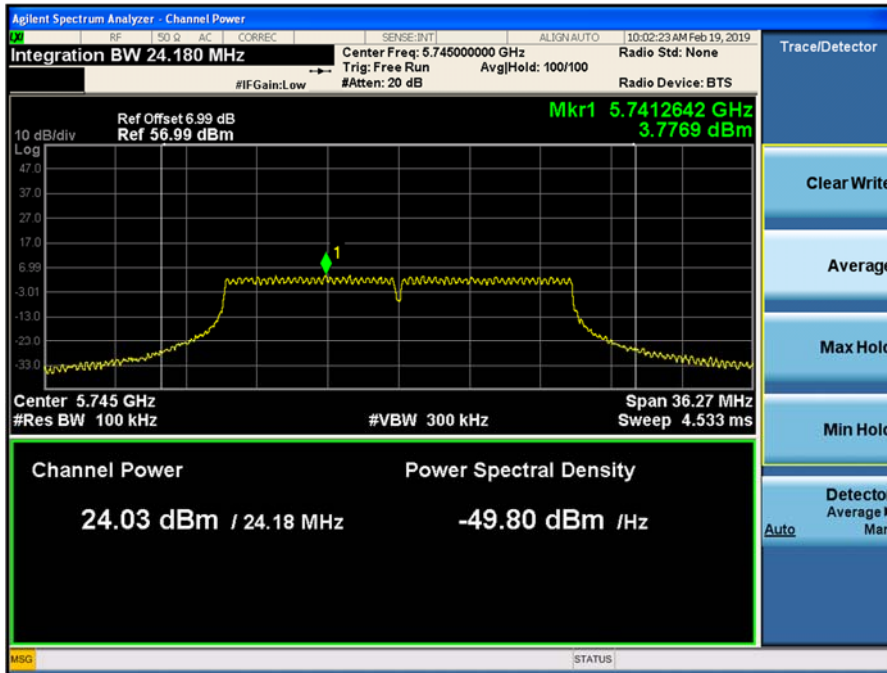 Agilent Spectrum Analyzer - Channel Power
LXI RF 50 Ω AC CORREC SENSE:INT ALIGN AUTO 10:02:23 AM Feb 19, 2019
Integration BW 24.180 MHz
Center Freq: 5.745000000 GHz
Radio Std: None
Trig: Free Run Avg|Hold: 100/100
#IFGain:Low #Atten: 20 dB Radio Device: BTS
Mkr1 5.7412642 GHz
3.7769 dBm
Ref Offset 6.99 dB
10 dB/div Ref 56.99 dBm
Log
47.0
37.0
27.0
17.0
1
6.99
-3.01
-13.0
-23.0
-33.0
Center 5.745 GHz Span 36.27 MHz
#Res BW 100 kHz #VBW 300 kHz Sweep 4.533 ms
Channel Power Power Spectral Density
24.03 dBm / 24.18 MHz -49.80 dBm /Hz
MSG STATUS
Trace/Detector
Clear Write
Average
Max Hold
Min Hold
Detector
Average
Auto Man